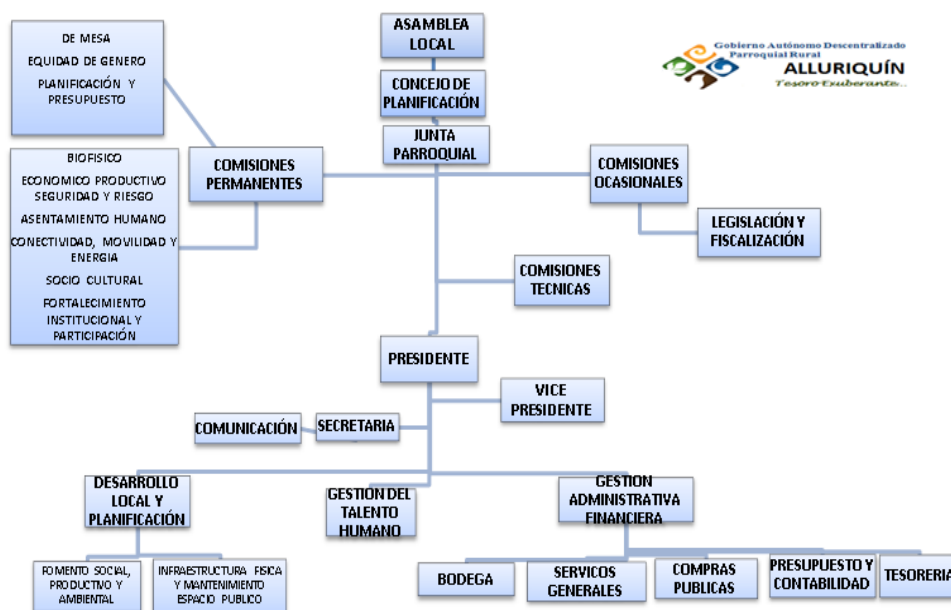 ASAMBLEA
LOCAL
Gobierno Autónomo Descentralizado
Parroquial Rural
ALLURIQUÍN
Tesoro Exuberante...
DE MESA
EQUIDAD DE GENERO
PLANIFICACIÓN Y
PRESUPUESTO
CONCEJO DE
PLANIFICACIÓN
JUNTA
PARROQUIAL
BIOFISICO
ECONOMICO PRODUCTIVO
SEGURIDAD Y RIESGO
ASENTAMIENTO HUMANO
CONECTIVIDAD, MOVILIDAD Y
ENERGIA
SOCIO CULTURAL
FORTALECIMIENTO
INSTITUCIONAL Y
PARTICIPACIÓN
COMISIONES
PERMANENTES
COMISIONES
OCASIONALES
LEGISLACIÓN Y
FISCALIZACIÓN
COMISIONES
TECNICAS
PRESIDENTE
VICE
PRESIDENTE
COMUNICACIÓN
SECRETARIA
DESARROLLO
LOCAL Y
PLANIFICACIÓN
GESTION DEL
TALENTO
HUMANO
GESTION
ADMINISTRATIVA
FINANCIERA
FOMENTO SOCIAL,
PRODUCTIVO Y
AMBIENTAL
INFRAESTRUCTURA FISICA
Y MANTENIMIENTO
ESPACIO PUBLICO
BODEGA
SERVICOS
GENERALES
COMPRAS
PUBLICAS
PRESUPUESTO Y
CONTABILIDAD
TESORERIA